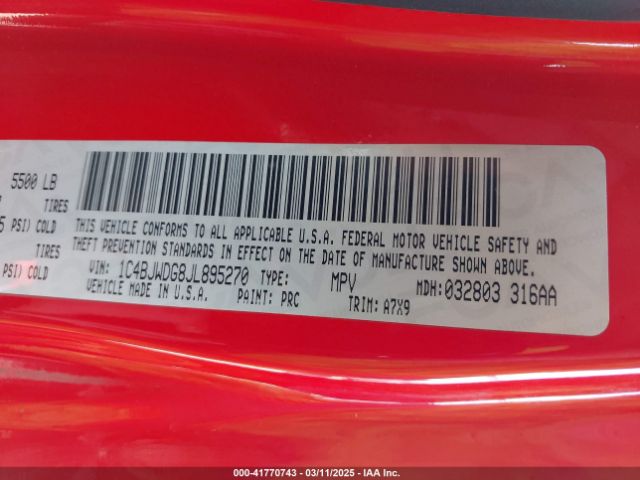 5500 LB
TIRES
5 PSI) COLD
TIRES
PSI) COLD
THIS VEHICLE CONFORMS TO ALL APPLICABLE U.S.A. FEDERAL MOTOR VEHICLE SAFETY AND
THEFT PREVENTION STANDARDS IN EFFECT ON THE DATE OF MANUFACTURE SHOWN ABOVE.
VIN: 1C4BJWDG8JL895270 TYPE: MPV MDH:032803 316AA
VEHICLE MADE IN U.S.A. PAINT: PRC TRIM: A7X9
000-41770743 / 03/11/2025 - IAA Inc.